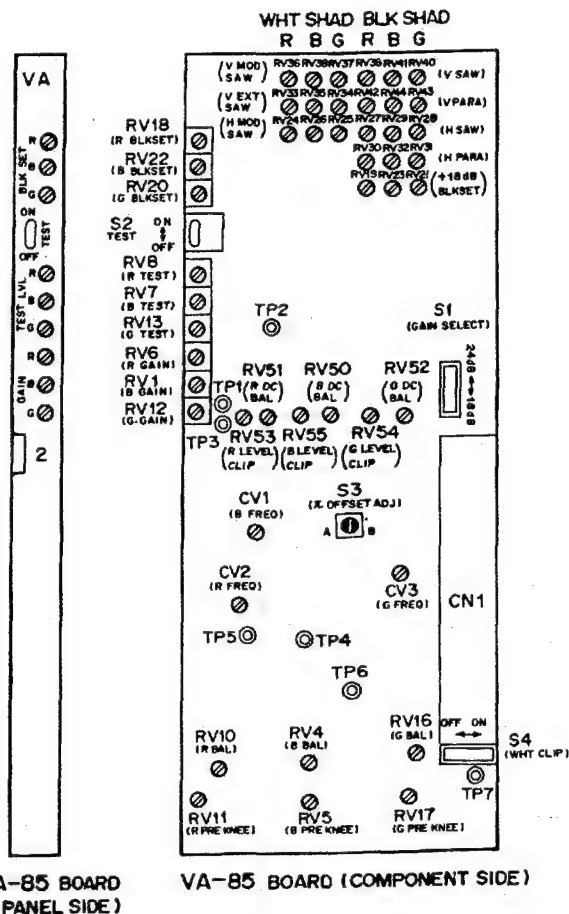 VA
R
B
G
BLK SET
ON
OFF
TEST
R
B
G
TEST LVL
R
B
G
GAIN
2
VA-85 BOARD
PANEL SIDE)
WHT SHAD BLK SHAD
R B G R B G
(V MOD SAW) RV36 RV38 RV37 RV39 RV41 RV40 (V SAW)
(V EXT SAW) RV33 RV35 RV34 RV42 RV44 RV43 (V PARA)
(H MOD SAW) RV24 RV26 RV25 RV27 RV29 RV28 (H SAW)
RV30 RV32 RV31 (H PARA)
RV19 RV23 RV21 (+18dB BLKSET)
RV18
(R BLKSET)
RV22
(B BLKSET)
RV20
(G BLKSET)
S2
TEST
ON
OFF
RV8
(R TEST)
RV7
(B TEST)
RV13
(G TEST)
RV6
(R GAIN)
RV1
(B GAIN)
RV12
(G-GAIN)
TP2
S1
(GAIN SELECT)
24dB 18dB
TP1
TP3
RV51 RV50 RV52
(R DC BAL) (B DC BAL) (G DC BAL)
RV53 RV55 RV54
(R LEVEL CLIP) (B LEVEL CLIP) (G LEVEL CLIP)
CV1
(B FREQ)
S3
(X OFFSET ADJ)
A B
CV2
(R FREQ)
CV3
(G FREQ)
CN1
TP5 TP4
TP6
RV10
(R BAL)
RV4
(B BAL)
RV16
(G BAL)
OFF ON
S4
(WHT CLIP)
TP7
RV11
(R PRE KNEE)
RV5
(B PRE KNEE)
RV17
(G PRE KNEE)
VA-85 BOARD (COMPONENT SIDE)